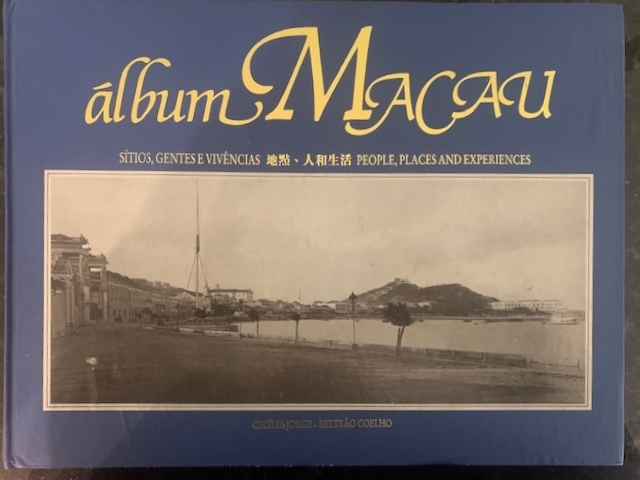 álbum MACAU
SÍTIOS, GENTES E VIVÊNCIAS 地點、人和生活 PEOPLE, PLACES AND EXPERIENCES
CECÍLIA JORGE - BELTRÃO COELHO